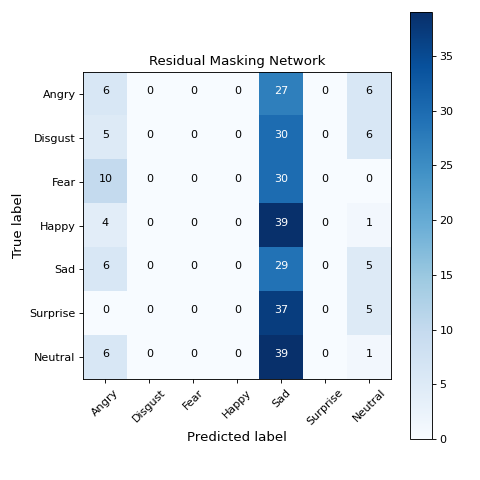 Residual Masking Network
True label
Angry 6 0 0 0 27 0 6
Disgust 5 0 0 0 30 0 6
Fear 10 0 0 0 30 0 0
Happy 4 0 0 0 39 0 1
Sad 6 0 0 0 29 0 5
Surprise 0 0 0 0 37 0 5
Neutral 6 0 0 0 39 0 1
Angry Disgust Fear Happy Sad Surprise Neutral
Predicted label
35
30
25
20
15
10
5
0